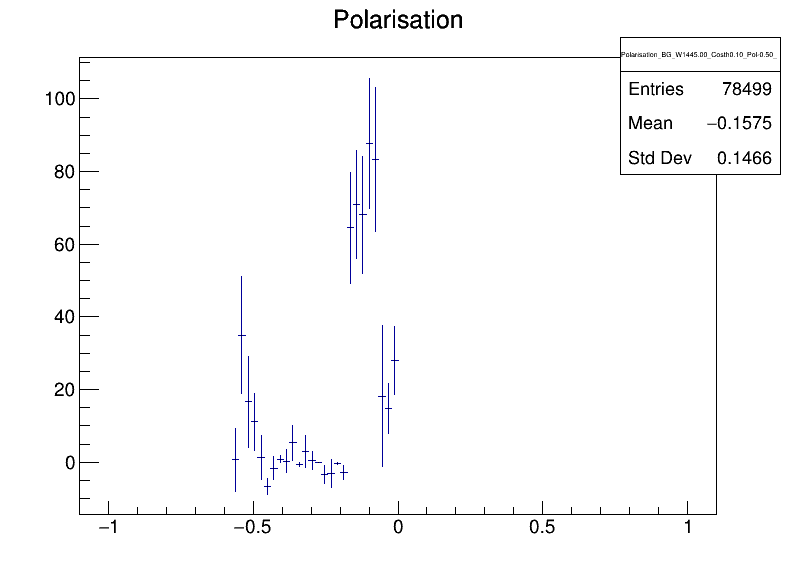 Polarisation
Polarisation_BG_W1445.00_Costh0.10_Pol-0.50_
Entries 78499
Mean −0.1575
Std Dev 0.1466
100
80
60
40
20
0
−1 −0.5 0 0.5 1